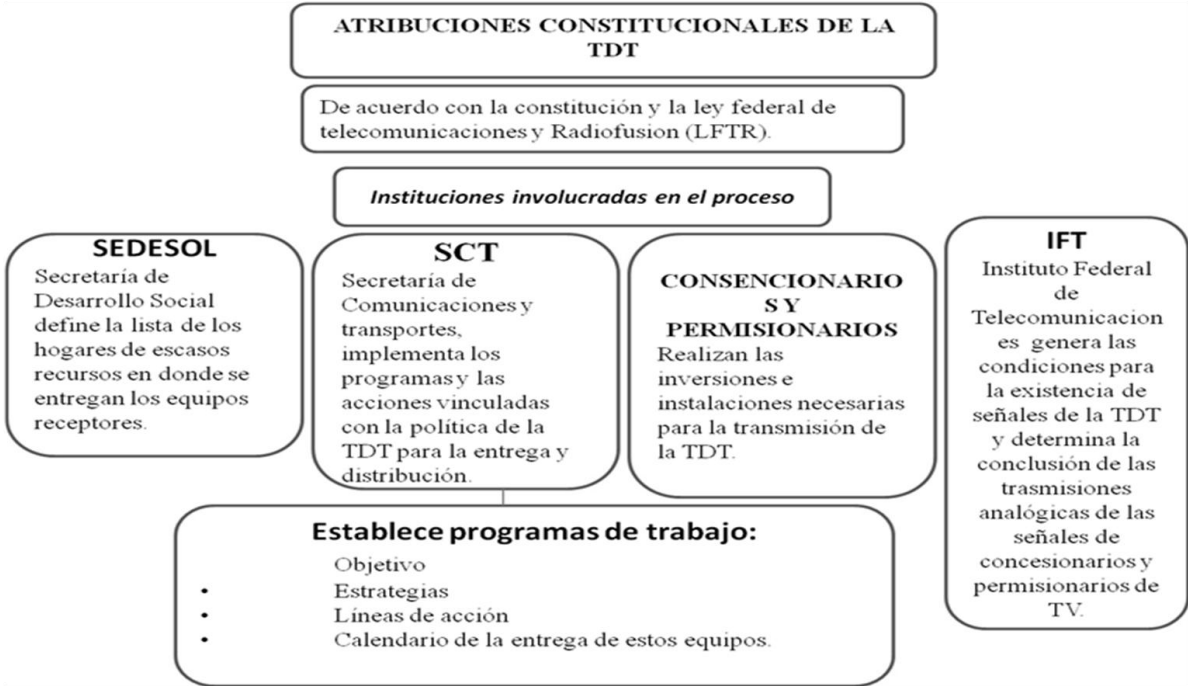 ATRIBUCIONES CONSTITUCIONALES DE LA
TDT
De acuerdo con la constitución y la ley federal de
telecomunicaciones y Radiofusion (LFTR).
Instituciones involucradas en el proceso
SEDESOL
Secretaría de
Desarrollo Social
define la lista de los
hogares de escasos
recursos en donde se
entregan los equipos
receptores.
SCT
Secretaría de
Comunicaciones y
transportes,
implementa los
programas y las
acciones vinculadas
con la política de la
TDT para la entrega y
distribución.
CONSENCIONARIO
S Y
PERMISIONARIOS
Realizan las
inversiones e
instalaciones necesarias
para la transmisión de
la TDT.
IFT
Instituto Federal
de
Telecomunicacion
es genera las
condiciones para
la existencia de
señales de la TDT
y determina la
conclusión de las
trasmisiones
analógicas de las
señales de
concesionarios y
permisionarios de
TV.
Establece programas de trabajo:
Objetivo
• Estrategias
• Líneas de acción
• Calendario de la entrega de estos equipos.